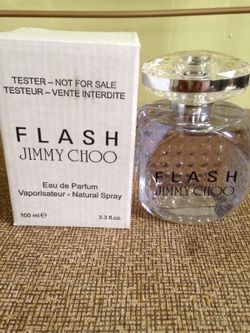 TESTER – NOT FOR SALE
TESTEUR – VENTE INTERDITE
FLASH
JIMMY CHOO
Eau de Parfum
Vaporisateur - Natural Spray
100 ml ℮ 3.3 fl.oz.
FLASH
JIMMY CHOO